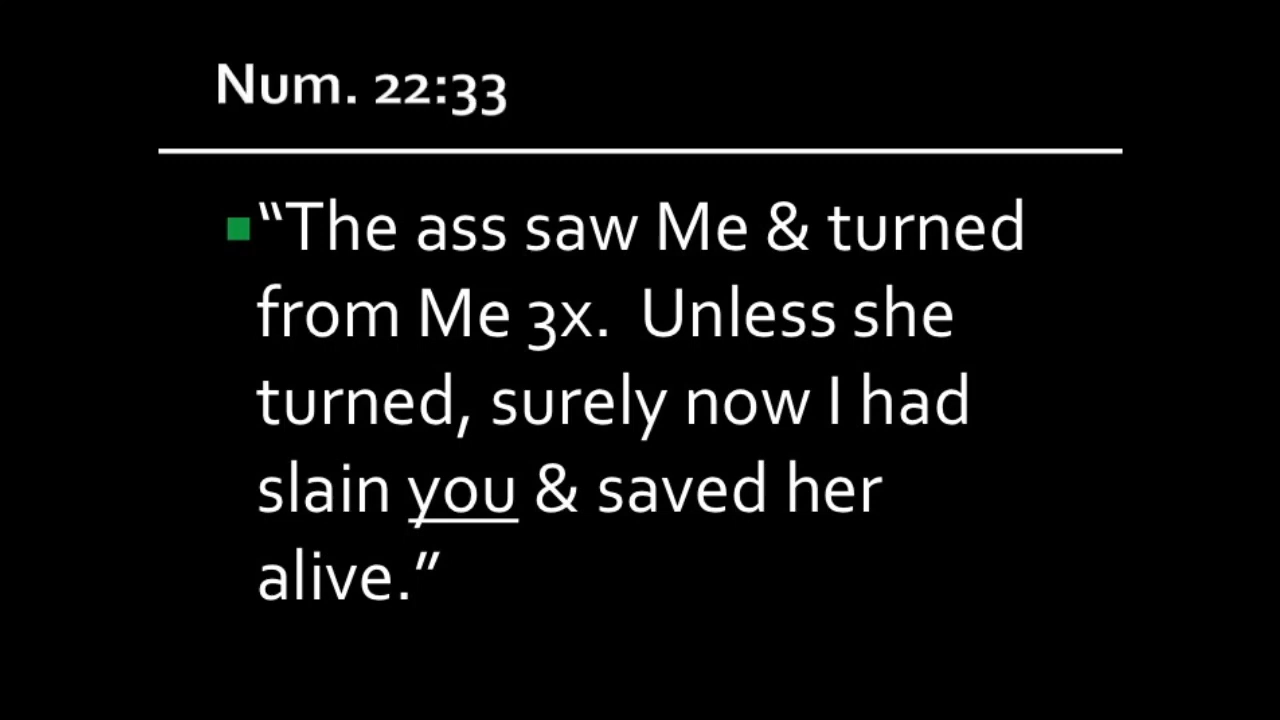 Num. 22:33
“The ass saw Me & turned
from Me 3x.  Unless she
turned, surely now I had
slain you & saved her
alive.”